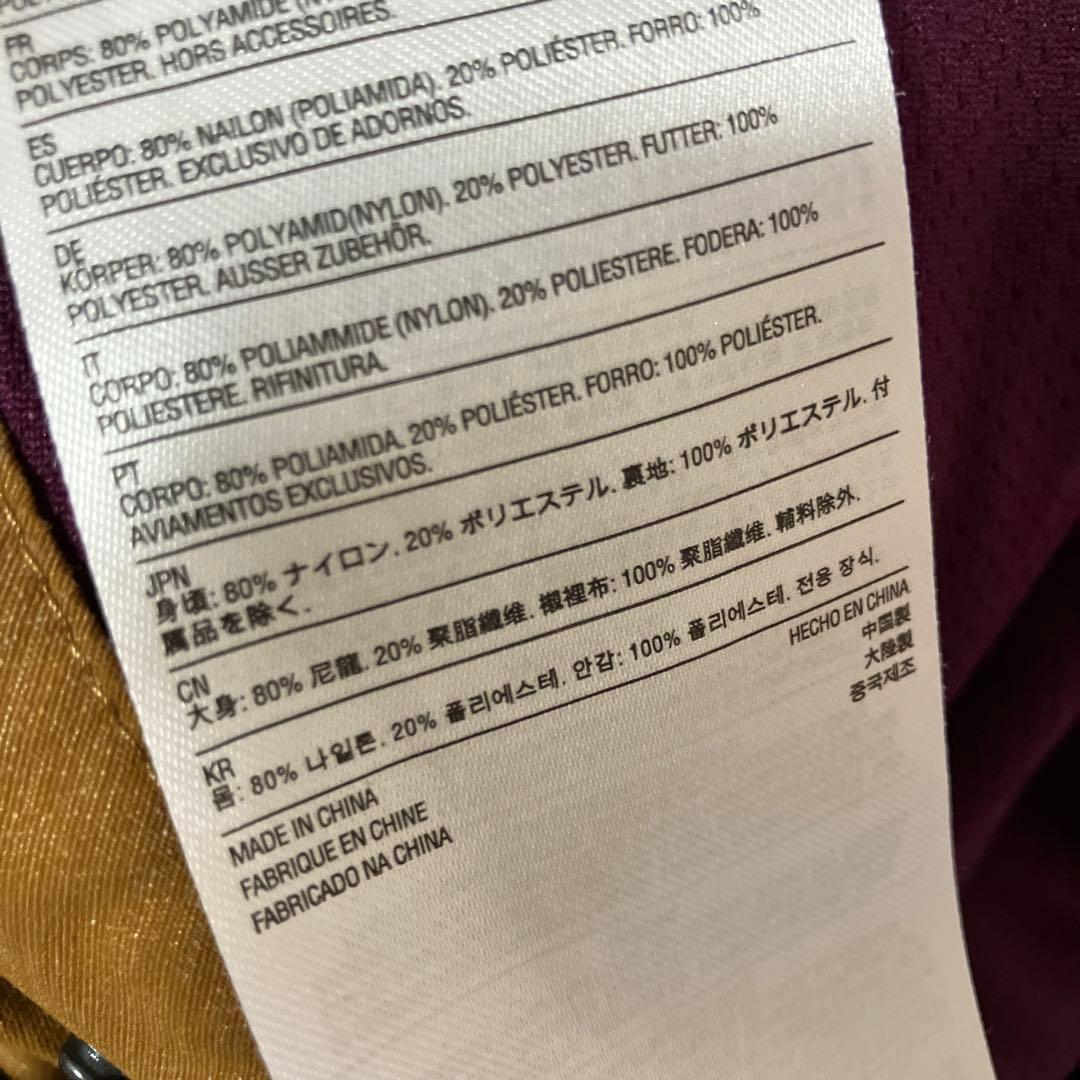 FR
CORPS: 80% POLYAMIDE
POLYESTER. HORS ACCESSOIRES.
ES
CUERPO: 80% NAILON (POLIAMIDA). 20% POLIÉSTER. FORRO: 100%
POLIÉSTER. EXCLUSIVO DE ADORNOS.
DE
KÖRPER: 80% POLYAMID(NYLON). 20% POLYESTER. FUTTER: 100%
POLYESTER. AUSSER ZUBEHÖR.
IT
CORPO: 80% POLIAMMIDE (NYLON). 20% POLIESTERE. FODERA: 100%
POLIESTERE. RIFINITURA.
PT
CORPO: 80% POLIAMIDA. 20% POLIÉSTER. FORRO: 100% POLIÉSTER.
AVIAMENTOS EXCLUSIVOS.
JPN
身頃: 80% ナイロン. 20% ポリエステル. 裏地: 100% ポリエステル. 付
属品を除く.
CN
大身: 80% 尼龍. 20% 聚脂纖维. 襯裡布: 100% 聚脂纖维. 輔料除外.
KR
몸: 80% 나일론. 20% 폴리에스테. 안감: 100% 폴리에스테. 전용 장식.
MADE IN CHINA
FABRIQUE EN CHINE
FABRICADO NA CHINA
HECHO EN CHINA
中国製
大陸製
중국제조